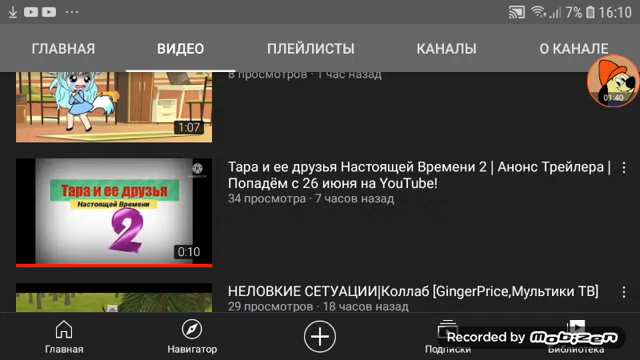 7% 16:10
ГЛАВНАЯ ВИДЕО ПЛЕЙЛИСТЫ КАНАЛЫ О КАНАЛЕ
8 просмотров · 1 час назад
01:40
1:07
Тара и ее друзья Настоящей Времени 2 | Анонс Трейлера |
Попадём с 26 июня на YouTube!
34 просмотра · 7 часов назад
Тара и ее друзья
Настоящей Времени
2
0:10
НЕЛОВКИЕ СЕТУАЦИИ|Коллаб [GingerPrice,Мультики ТВ]
29 просмотров · 18 часов назад
Главная Навигатор Подписки Библиотека
Recorded by Mobizen